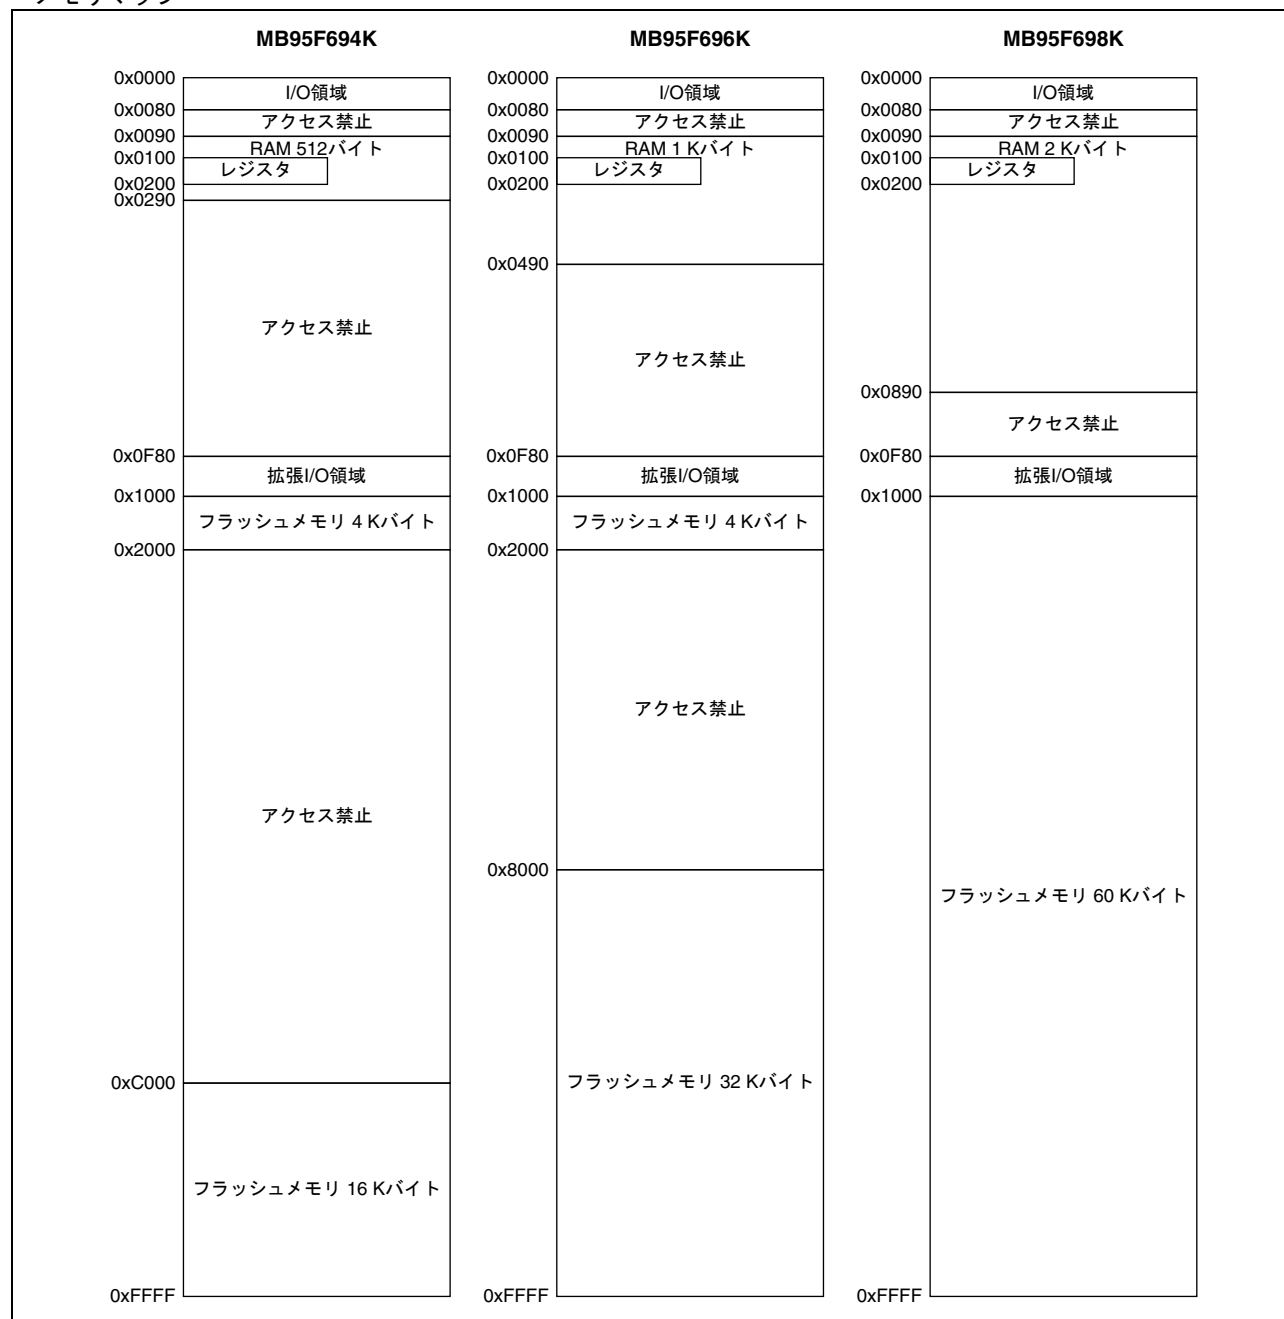 MB95F694K
0x0000
I/O領域
0x0080
アクセス禁止
0x0090
RAM 512バイト
0x0100
レジスタ
0x0200
0x0290
アクセス禁止
0x0F80
拡張I/O領域
0x1000
フラッシュメモリ 4 Kバイト
0x2000
アクセス禁止
0xC000
フラッシュメモリ 16 Kバイト
0xFFFF
MB95F696K
0x0000
I/O領域
0x0080
アクセス禁止
0x0090
RAM 1 Kバイト
0x0100
レジスタ
0x0200
0x0490
アクセス禁止
0x0F80
拡張I/O領域
0x1000
フラッシュメモリ 4 Kバイト
0x2000
アクセス禁止
0x8000
フラッシュメモリ 32 Kバイト
0xFFFF
MB95F698K
0x0000
I/O領域
0x0080
アクセス禁止
0x0090
RAM 2 Kバイト
0x0100
レジスタ
0x0200
0x0890
アクセス禁止
0x0F80
拡張I/O領域
0x1000
フラッシュメモリ 60 Kバイト
0xFFFF